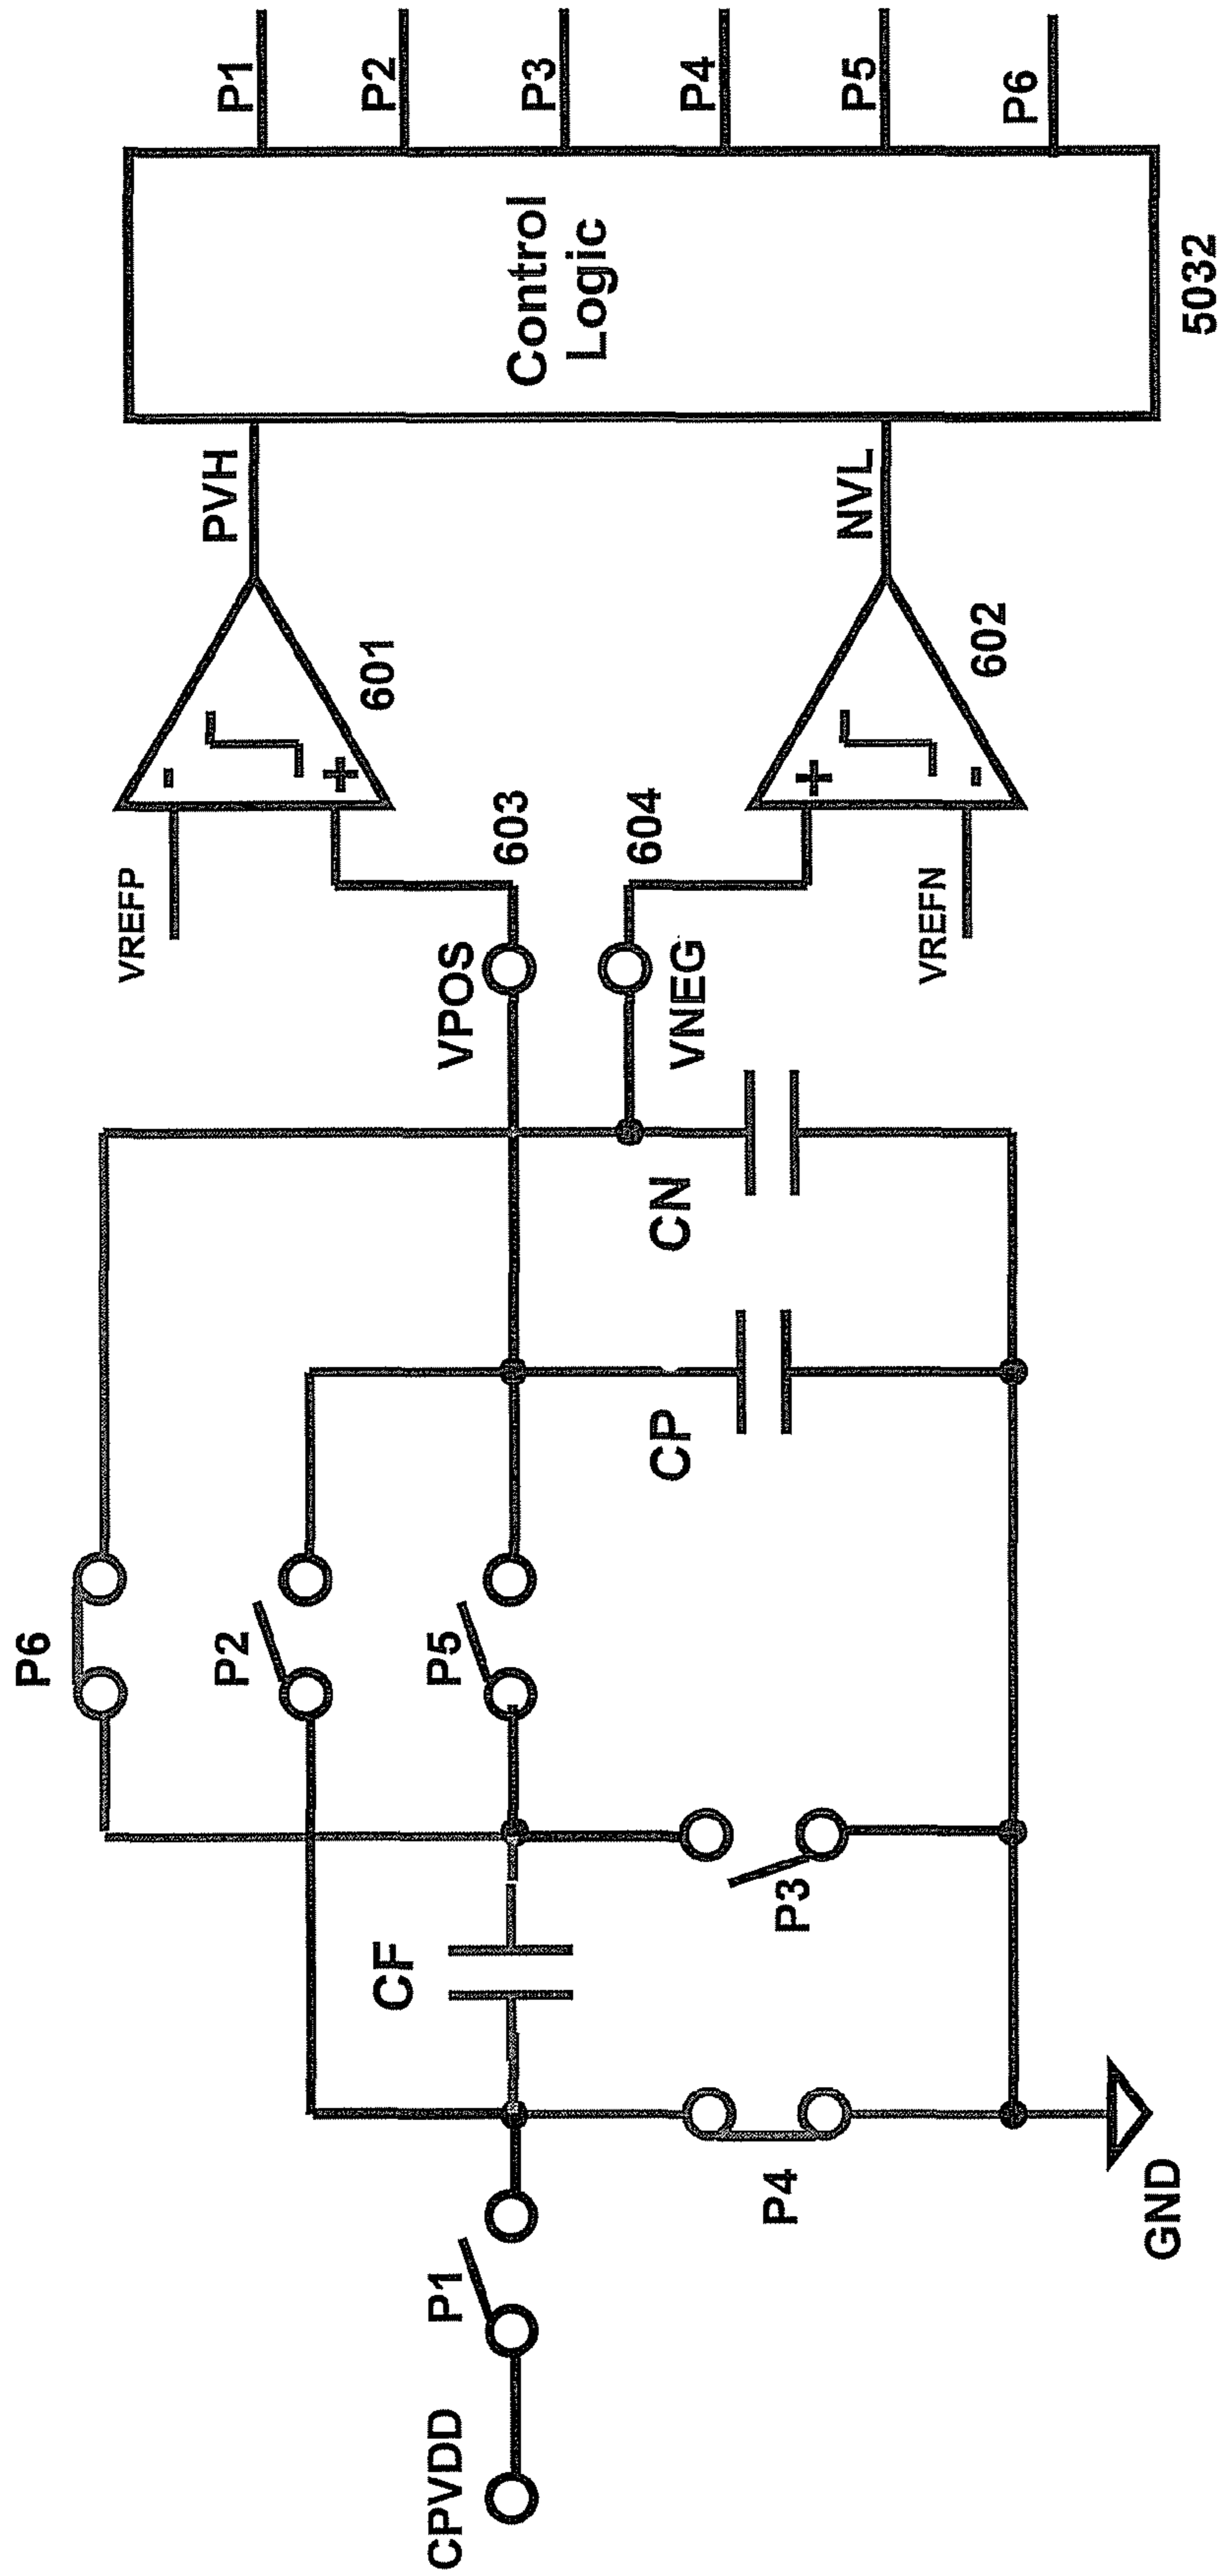 P6
P2
P5
CPVDD
P1
CF
P4
P3
CP
CN
GND
VPOS
603
VNEG
604
VREFP
-
+
601
PVH
VREFN
+
-
602
NVL
Control
Logic
5032
P1
P2
P3
P4
P5
P6